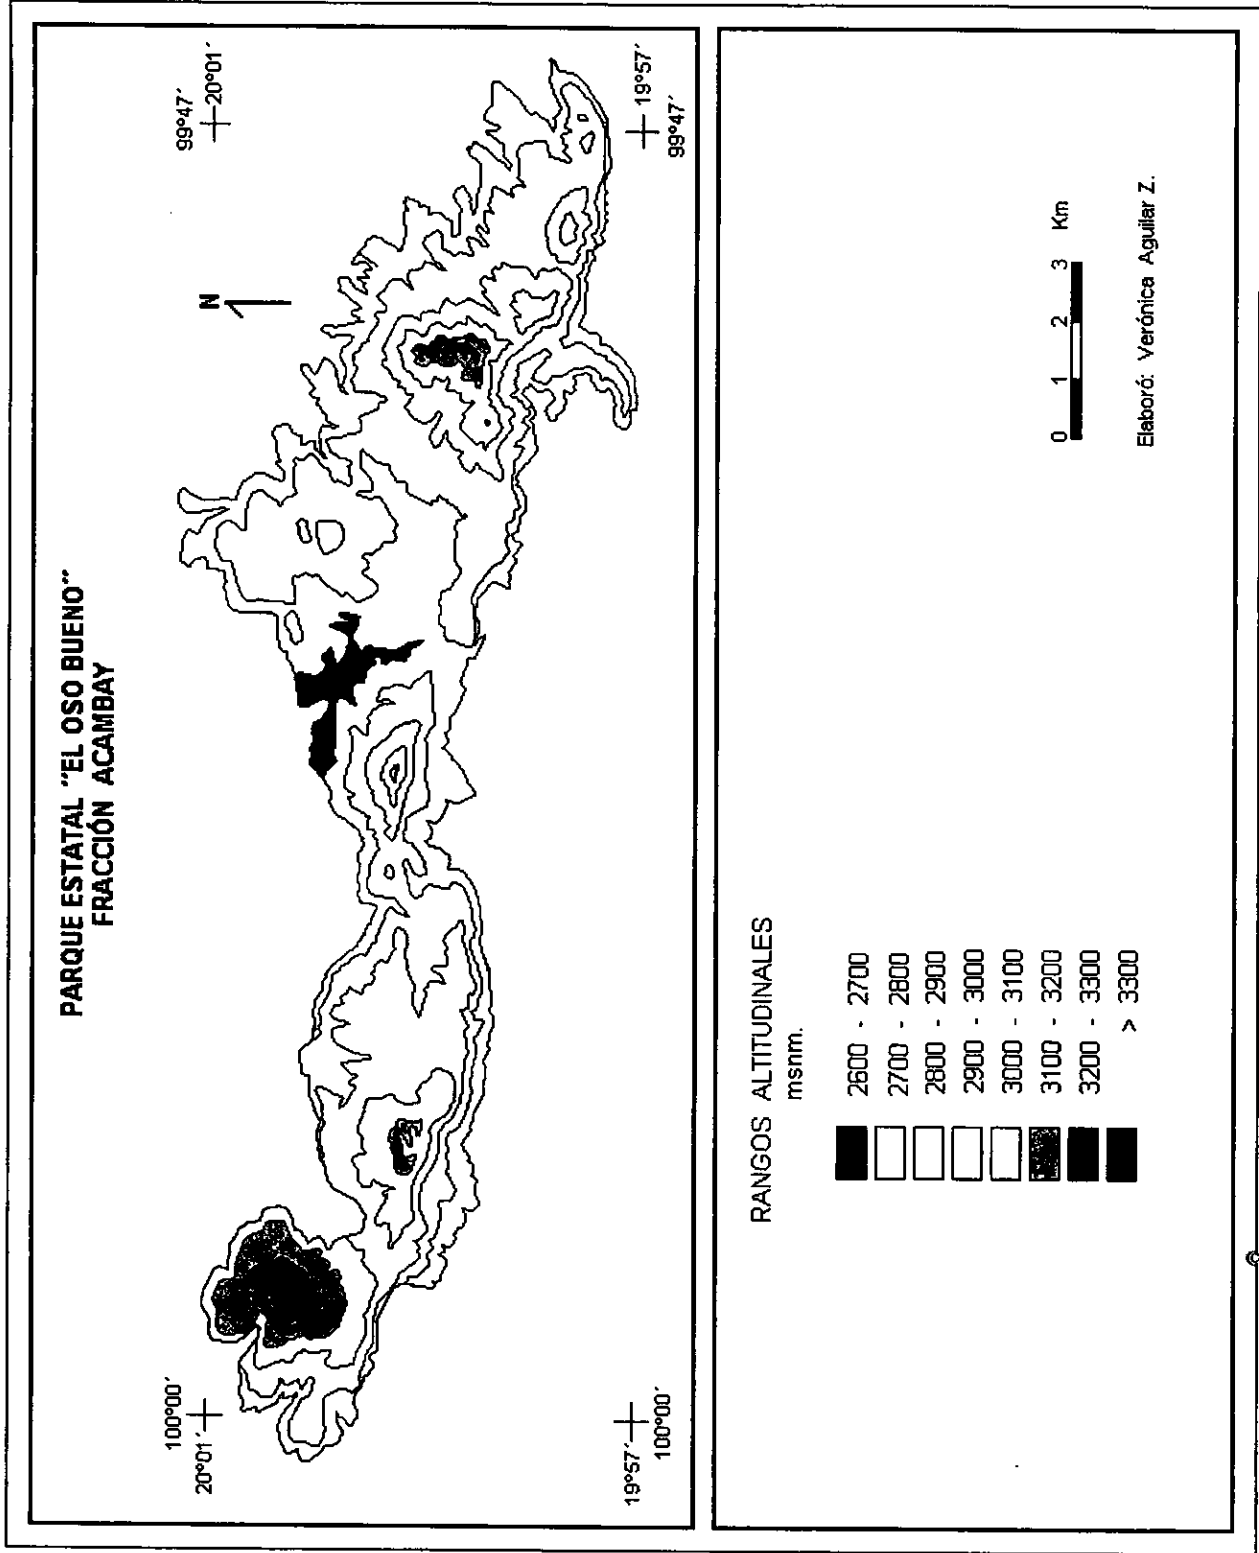 PARQUE ESTATAL "EL OSO BUENO"
FRACCIÓN ACAMBAY
100°00´
20°01´
99°47´
20°01´
N
19°57´
100°00´
19°57´
99°47´
RANGOS ALTITUDINALES
msnm.
2600 - 2700
2700 - 2800
2800 - 2900
2900 - 3000
3000 - 3100
3100 - 3200
3200 - 3300
> 3300
0 1 2 3 Km
Elaboró: Verónica Aguilar Z.